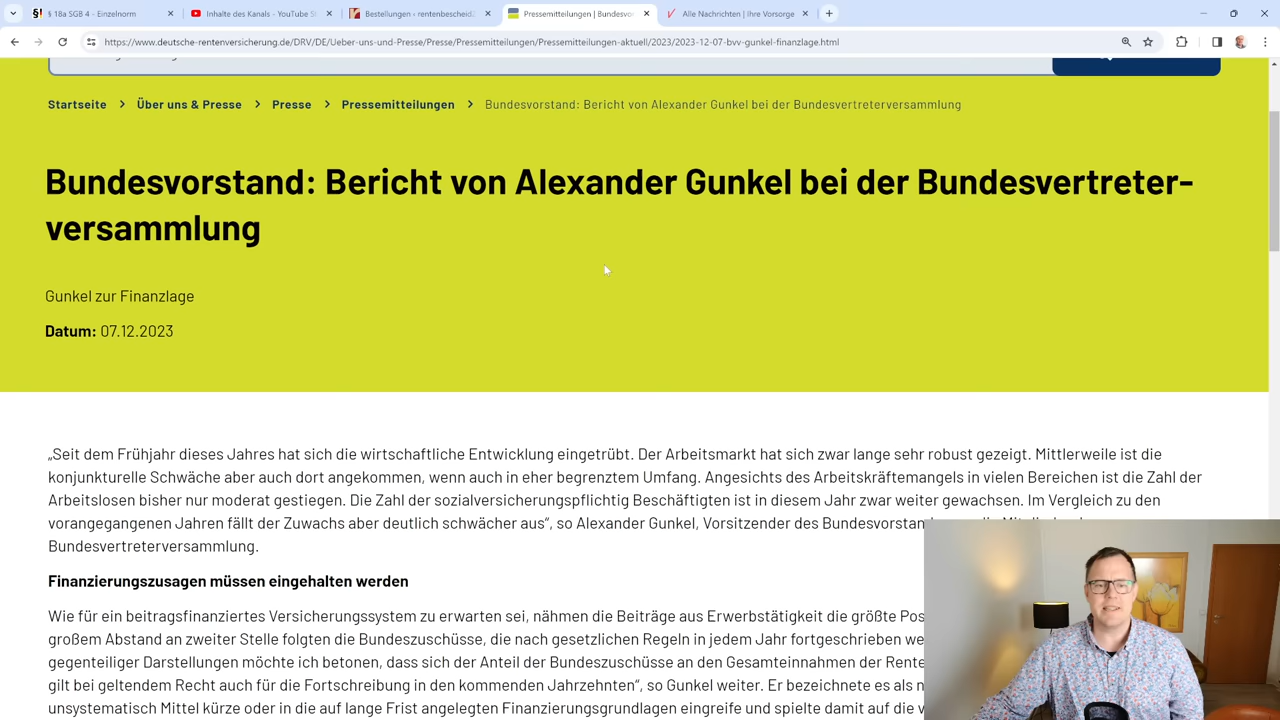 § 18a SGB 4 - Einzelnorm
Inhalte des Kanals - YouTube S
Bestellungen ‹ rentenbescheid2
Pressemitteilungen | Bundesvor
Alle Nachrichten | Ihre Vorsorge
https://www.deutsche-rentenversicherung.de/DRV/DE/Ueber-uns-und-Presse/Presse/Pressemitteilungen/Pressemitteilungen-aktuell/2023/2023-12-07-bvv-gunkel-finanzlage.html
Startseite > Über uns & Presse > Presse > Pressemitteilungen > Bundesvorstand: Bericht von Alexander Gunkel bei der Bundesvertreterversammlung
Bundesvorstand: Bericht von Alexander Gunkel bei der Bundesvertreter-
versammlung
Gunkel zur Finanzlage
Datum: 07.12.2023
„Seit dem Frühjahr dieses Jahres hat sich die wirtschaftliche Entwicklung eingetrübt. Der Arbeitsmarkt hat sich zwar lange sehr robust gezeigt. Mittlerweile ist die
konjunkturelle Schwäche aber auch dort angekommen, wenn auch in eher begrenztem Umfang. Angesichts des Arbeitskräftemangels in vielen Bereichen ist die Zahl der
Arbeitslosen bisher nur moderat gestiegen. Die Zahl der sozialversicherungspflichtig Beschäftigten ist in diesem Jahr zwar weiter gewachsen. Im Vergleich zu den
vorangegangenen Jahren fällt der Zuwachs aber deutlich schwächer aus“, so Alexander Gunkel, Vorsitzender des Bundesvorstan
Bundesvertreterversammlung.
Finanzierungszusagen müssen eingehalten werden
Wie für ein beitragsfinanziertes Versicherungssystem zu erwarten sei, nähmen die Beiträge aus Erwerbstätigkeit die größte Pos
großem Abstand an zweiter Stelle folgten die Bundeszuschüsse, die nach gesetzlichen Regeln in jedem Jahr fortgeschrieben we
gegenteiliger Darstellungen möchte ich betonen, dass sich der Anteil der Bundeszuschüsse an den Gesamteinnahmen der Rente
gilt bei geltendem Recht auch für die Fortschreibung in den kommenden Jahrzehnten“, so Gunkel weiter. Er bezeichnete es als n
unsystematisch Mittel kürze oder in die auf lange Frist angelegten Finanzierungsgrundlagen eingreife und spielte damit auf die v